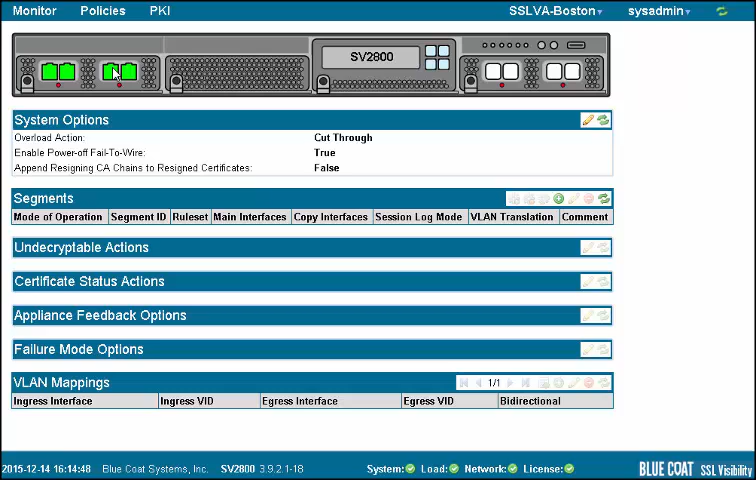 Monitor Policies PKI SSLVA-Boston sysadmin
SV2800
System Options
Overload Action: Cut Through
Enable Power-off Fail-To-Wire: True
Append Resigning CA Chains to Resigned Certificates: False
Segments
Mode of Operation Segment ID Ruleset Main Interfaces Copy Interfaces Session Log Mode VLAN Translation Comment
Undecryptable Actions
Certificate Status Actions
Appliance Feedback Options
Failure Mode Options
VLAN Mappings 1/1
Ingress Interface Ingress VID Egress Interface Egress VID Bidirectional
2015-12-14 16:14:48 Blue Coat Systems, Inc. SV2800 3.9.2.1-18 System: Load: Network: License: BLUE COAT SSL Visibility